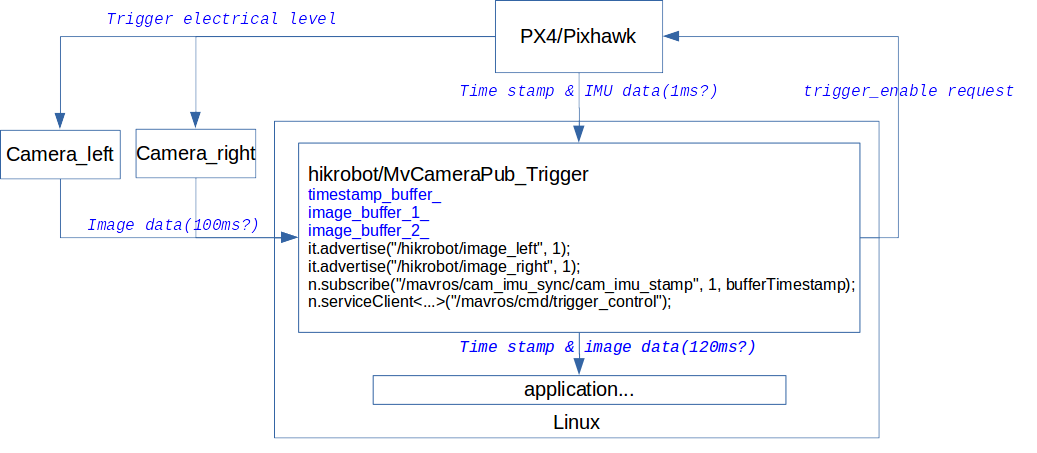 Trigger electrical level
PX4/Pixhawk
Time stamp & IMU data(1ms?)
trigger_enable request
Camera_left
Camera_right
hikrobot/MvCameraPub_Trigger
timestamp_buffer_
image_buffer_1_
image_buffer_2_
Image data(100ms?)
it.advertise("/hikrobot/image_left", 1);
it.advertise("/hikrobot/image_right", 1);
n.subscribe("/mavros/cam_imu_sync/cam_imu_stamp", 1, bufferTimestamp);
n.serviceClient<...>("/mavros/cmd/trigger_control");
Time stamp & image data(120ms?)
application...
Linux